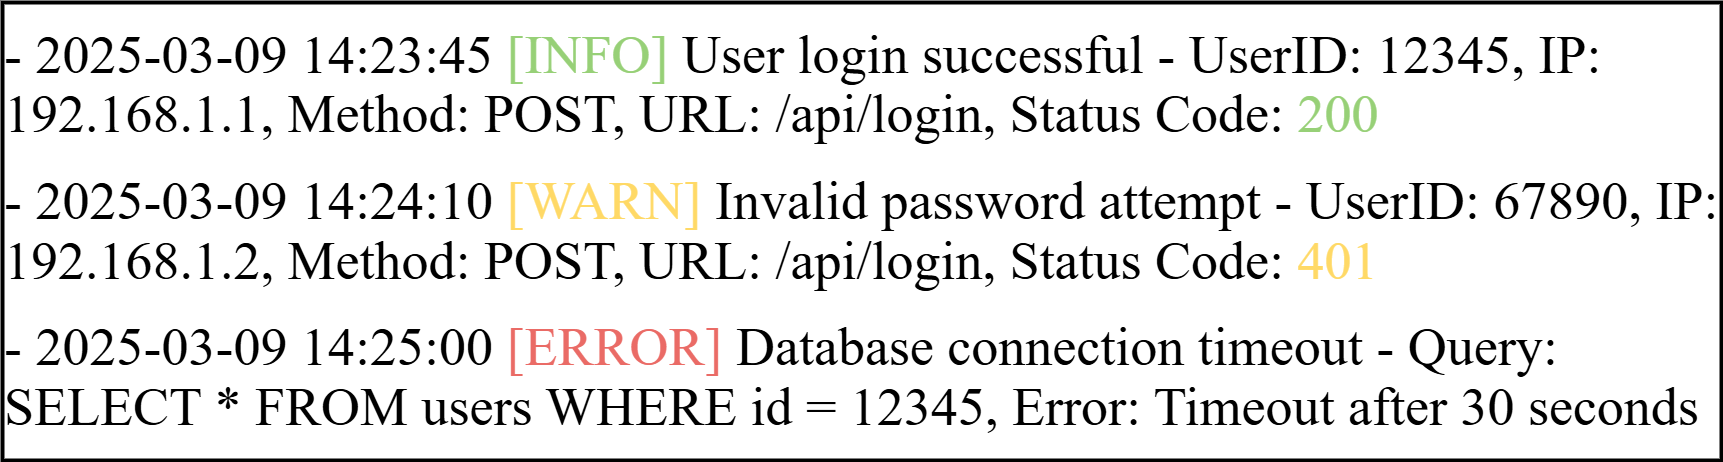 - 2025-03-09 14:23:45 [INFO] User login successful - UserID: 12345, IP:
192.168.1.1, Method: POST, URL: /api/login, Status Code: 200
- 2025-03-09 14:24:10 [WARN] Invalid password attempt - UserID: 67890, IP:
192.168.1.2, Method: POST, URL: /api/login, Status Code: 401
- 2025-03-09 14:25:00 [ERROR] Database connection timeout - Query:
SELECT * FROM users WHERE id = 12345, Error: Timeout after 30 seconds